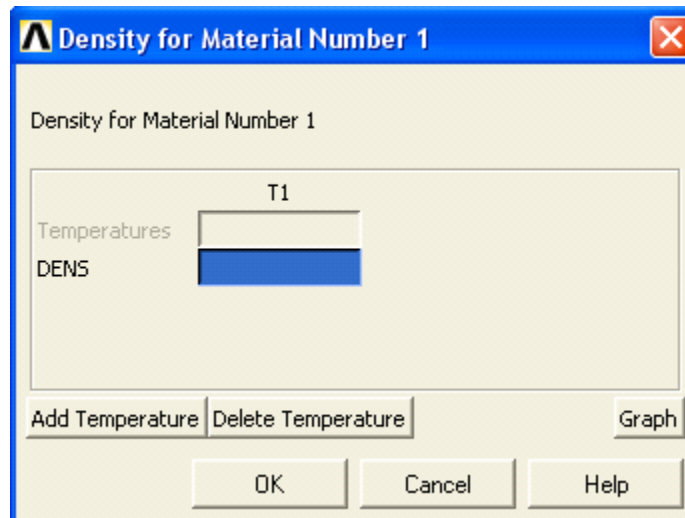 Density for Material Number 1
Density for Material Number 1
T1
Temperatures
DENS
Add Temperature Delete Temperature Graph
OK Cancel Help